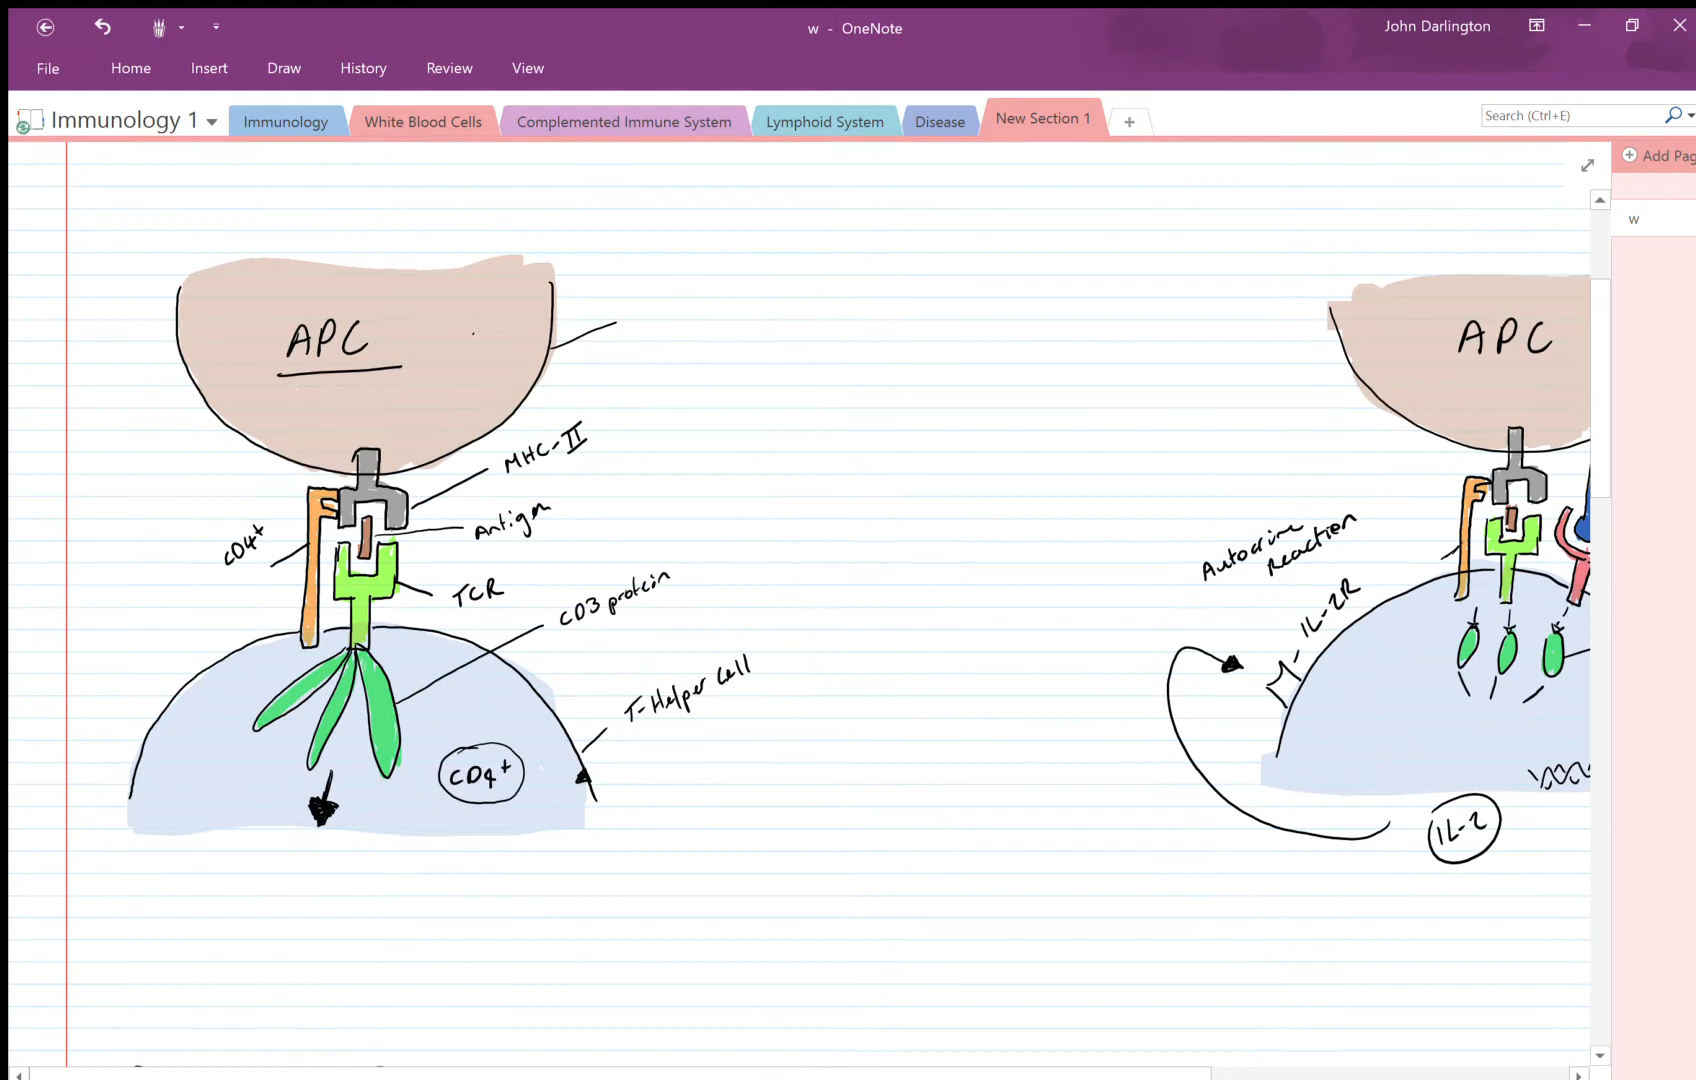 w - OneNote
John Darlington
File Home Insert Draw History Review View
Immunology 1
Immunology
White Blood Cells
Complemented Immune System
Lymphoid System
Disease
New Section 1
Search (Ctrl+E)
Add Pag
w
APC
MHC-II
Antigen
CD4+
TCR
CD3 protein
T-Helper Cell
CD4+
APC
Autocrine
Reaction
IL-2R
IL-2